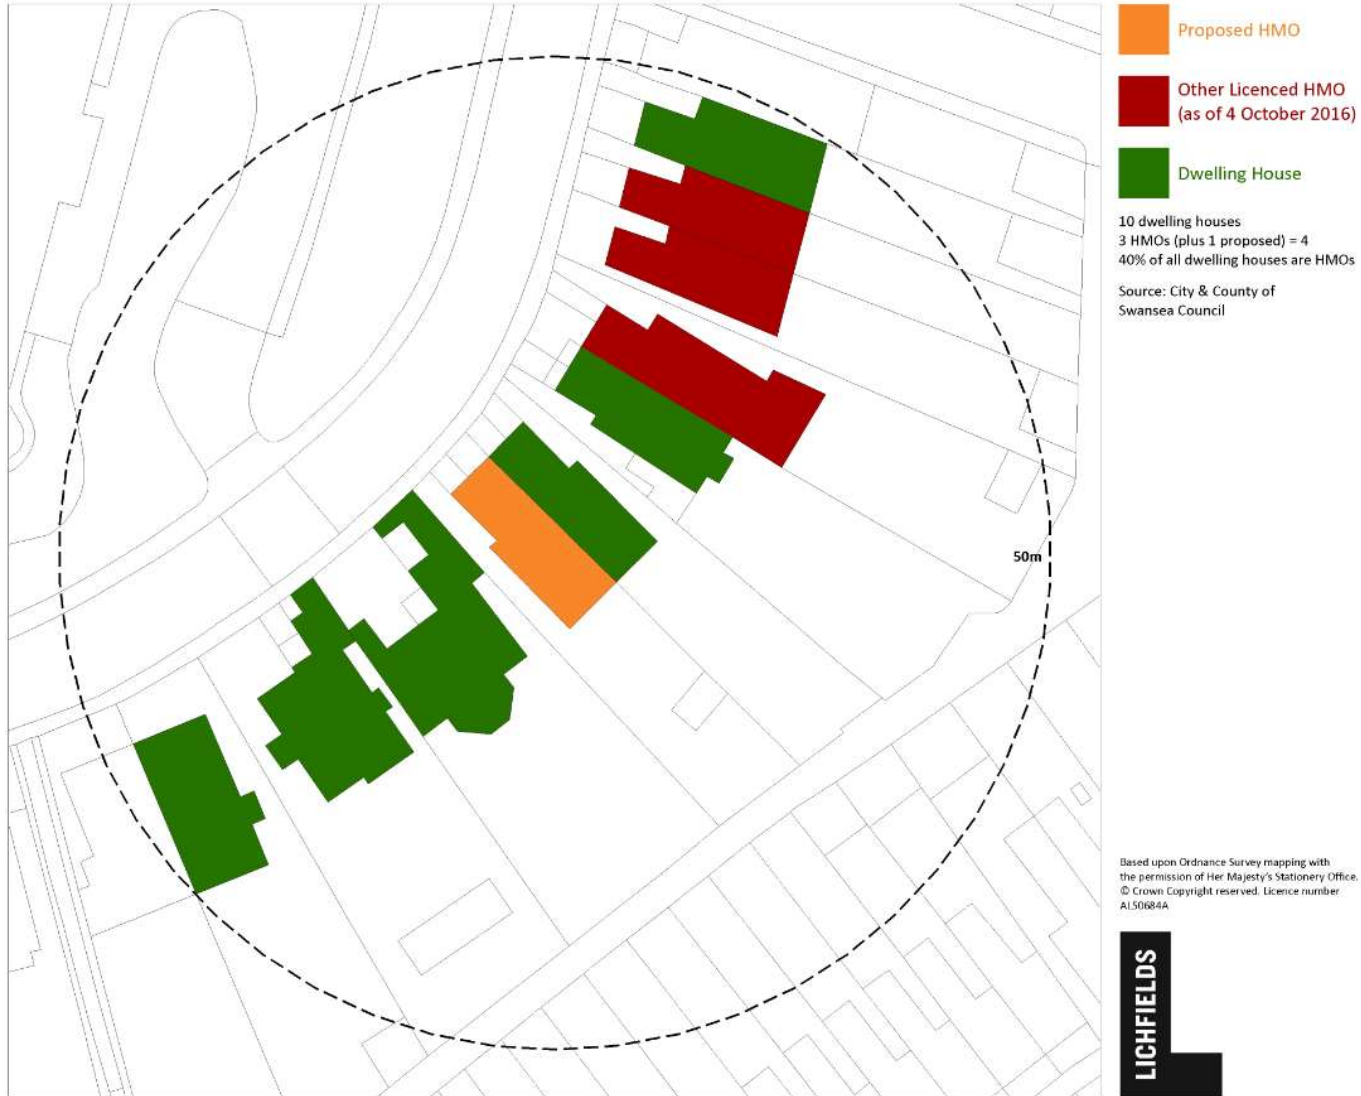 Proposed HMO
Other Licenced HMO
(as of 4 October 2016)
Dwelling House
10 dwelling houses
3 HMOs (plus 1 proposed) = 4
40% of all dwelling houses are HMOs
Source: City & County of
Swansea Council
50m
Based upon Ordnance Survey mapping with
the permission of Her Majesty's Stationery Office.
© Crown Copyright reserved. Licence number
AL50684A
LICHFIELDS